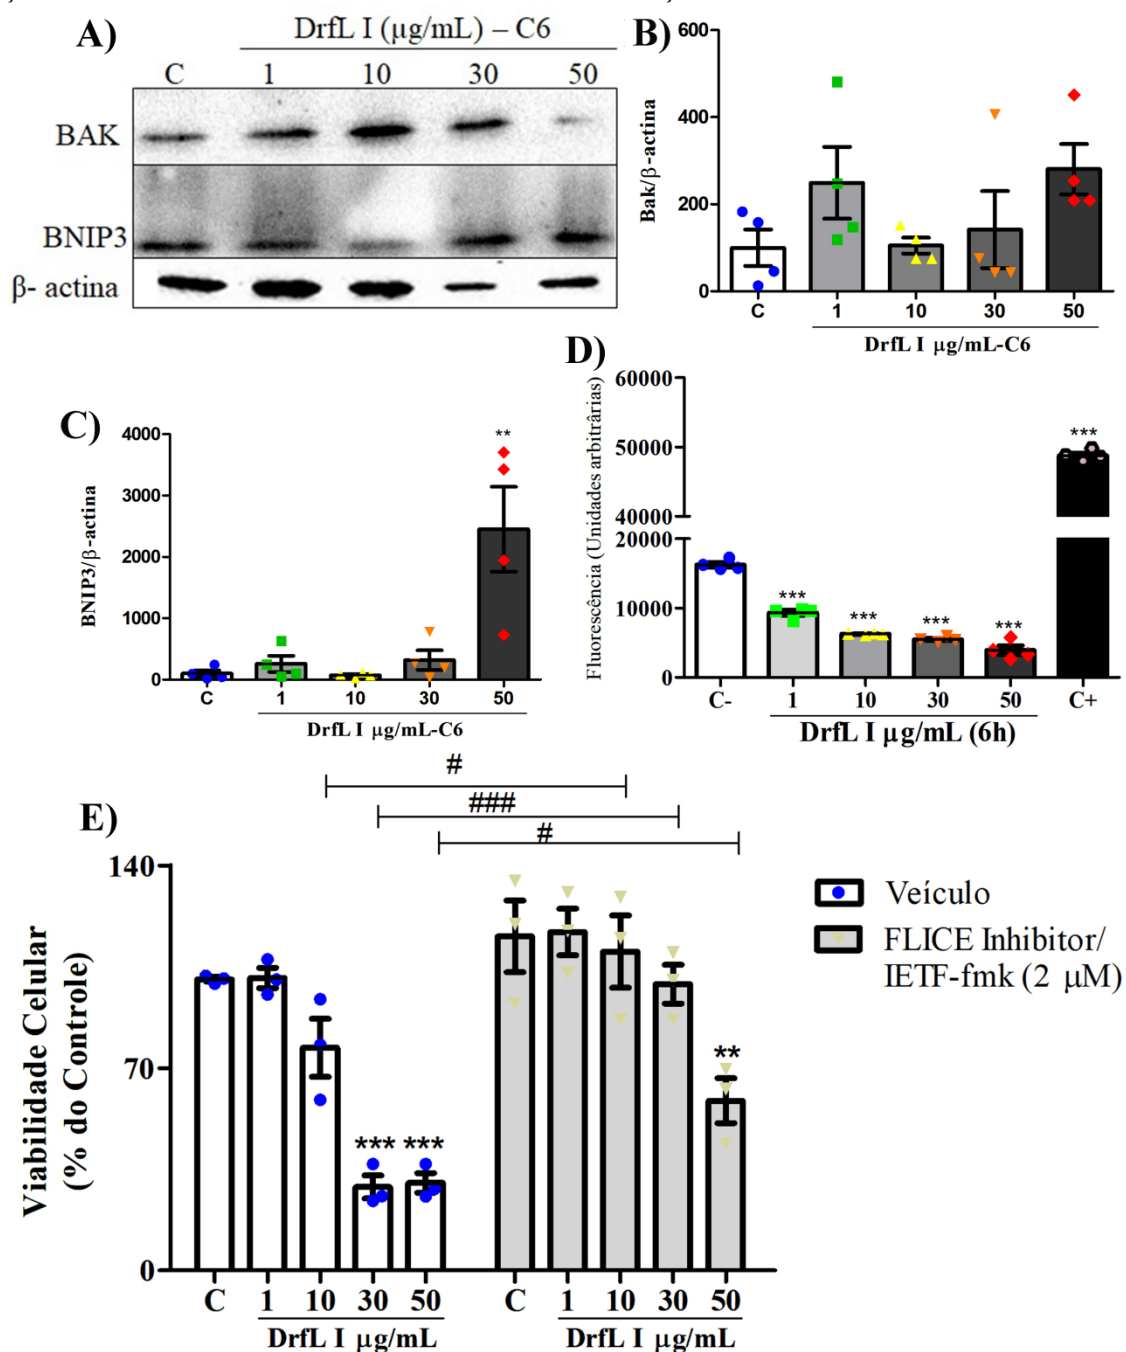 A)
DrfL I (μg/mL) – C6
C 1 10 30 50
BAK
BNIP3
β- actina
B)
Bak/β-actina
600
400
200
0
C 1 10 30 50
DrfL I μg/mL-C6
C)
BNIP3/β-actina
4000
3000
2000
1000
0
**
C 1 10 30 50
DrfL I μg/mL-C6
D)
Fluorescência (Unidades arbitrárias)
60000
50000
40000
20000
10000
0
*** *** *** *** ***
C- 1 10 30 50 C+
DrfL I μg/mL (6h)
E)
#
###
#
Viabilidade Celular
(% do Controle)
140
70
0
*** *** **
C 1 10 30 50 C 1 10 30 50
DrfL I μg/mL DrfL I μg/mL
Veículo
FLICE Inhibitor/
IETF-fmk (2 μM)